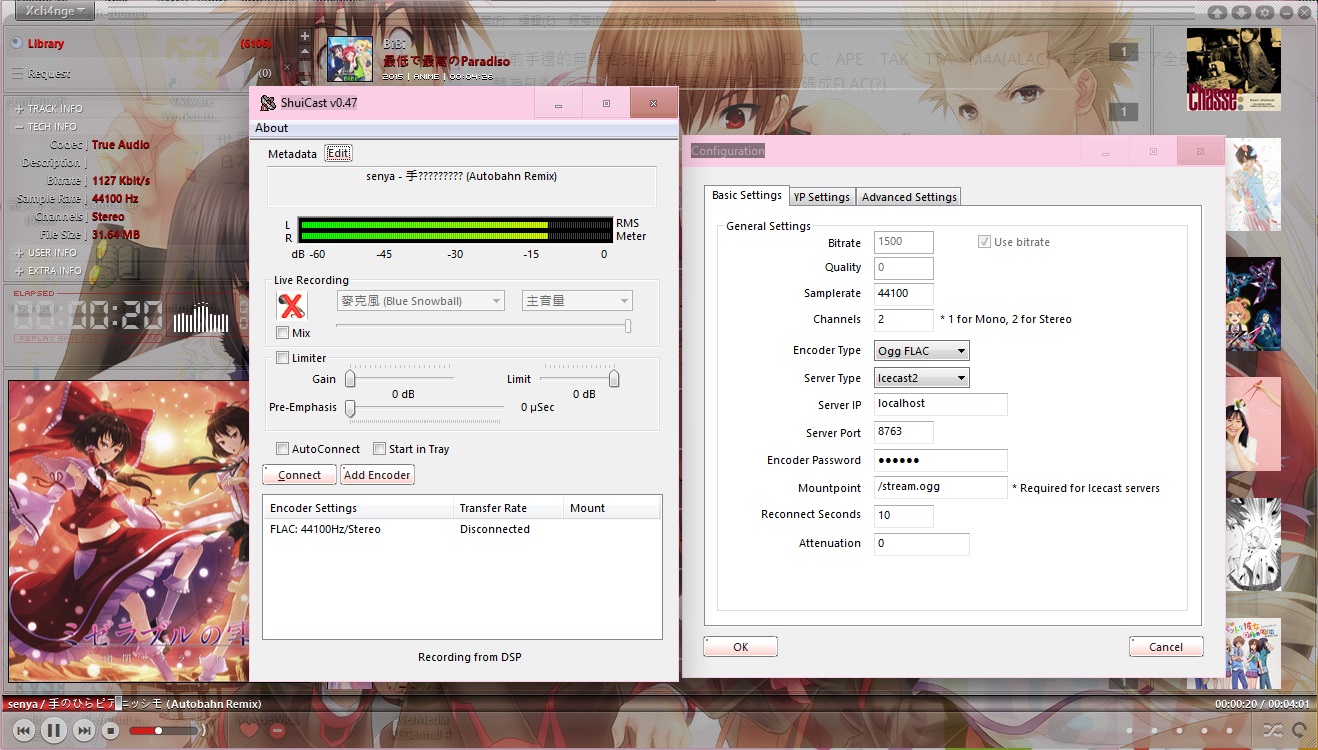 Xch4nge
Library
(6106)
Request
(0)
BiBi
最低で最高のParadiso
2015 | ANIME | 00:04:28
1
1
Chasse
TRACK INFO
TECH INFO
Codec | True Audio
Description |
Bitrate | 1127 Kbit/s
Sample Rate | 44100 Hz
Channels | Stereo
File Size | 31.64 MB
USER INFO
EXTRA INFO
ELAPSED
00:00:20
ShuiCast v0.47
About
Metadata Edit
senya - 手????????? (Autobahn Remix)
L
R
RMS
Meter
dB -60 -45 -30 -15 0
Live Recording
麥克風 (Blue Snowball)
主音量
Mix
Limiter
Gain
0 dB
Limit
0 dB
Pre-Emphasis
0 µSec
AutoConnect
Start in Tray
Connect
Add Encoder
Encoder Settings Transfer Rate Mount
FLAC: 44100Hz/Stereo Disconnected
Recording from DSP
Configuration
Basic Settings YP Settings Advanced Settings
General Settings
Bitrate 1500 Use bitrate
Quality 0
Samplerate 44100
Channels 2 * 1 for Mono, 2 for Stereo
Encoder Type Ogg FLAC
Server Type Icecast2
Server IP localhost
Server Port 8763
Encoder Password ●●●●●●
Mountpoint /stream.ogg * Required for Icecast servers
Reconnect Seconds 10
Attenuation 0
OK
Cancel
senya / 手のひらピアニッシモ (Autobahn Remix)
00:00:20 / 00:04:01